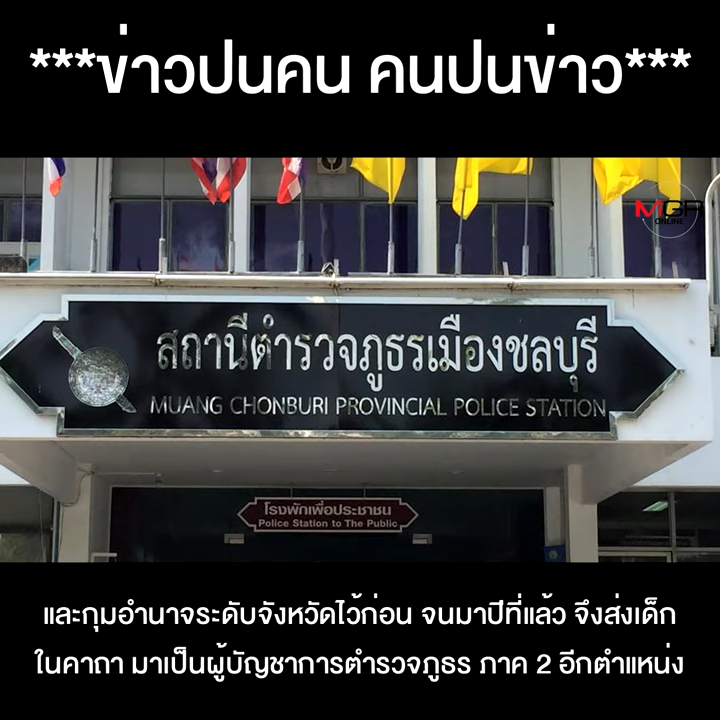 ***ข่าวปนคน คนปนข่าว***
MGR
ONLINE
สถานีตำรวจภูธรเมืองชลบุรี
MUANG CHONBURI PROVINCIAL POLICE STATION
โรงพักเพื่อประชาชน
Police Station to The Public
และกุมอำนาจระดับจังหวัดไว้ก่อน จนมาปีที่แล้ว จึงส่งเด็ก
ในคาถา มาเป็นผู้บัญชาการตำรวจภูธร ภาค 2 อีกตำแหน่ง